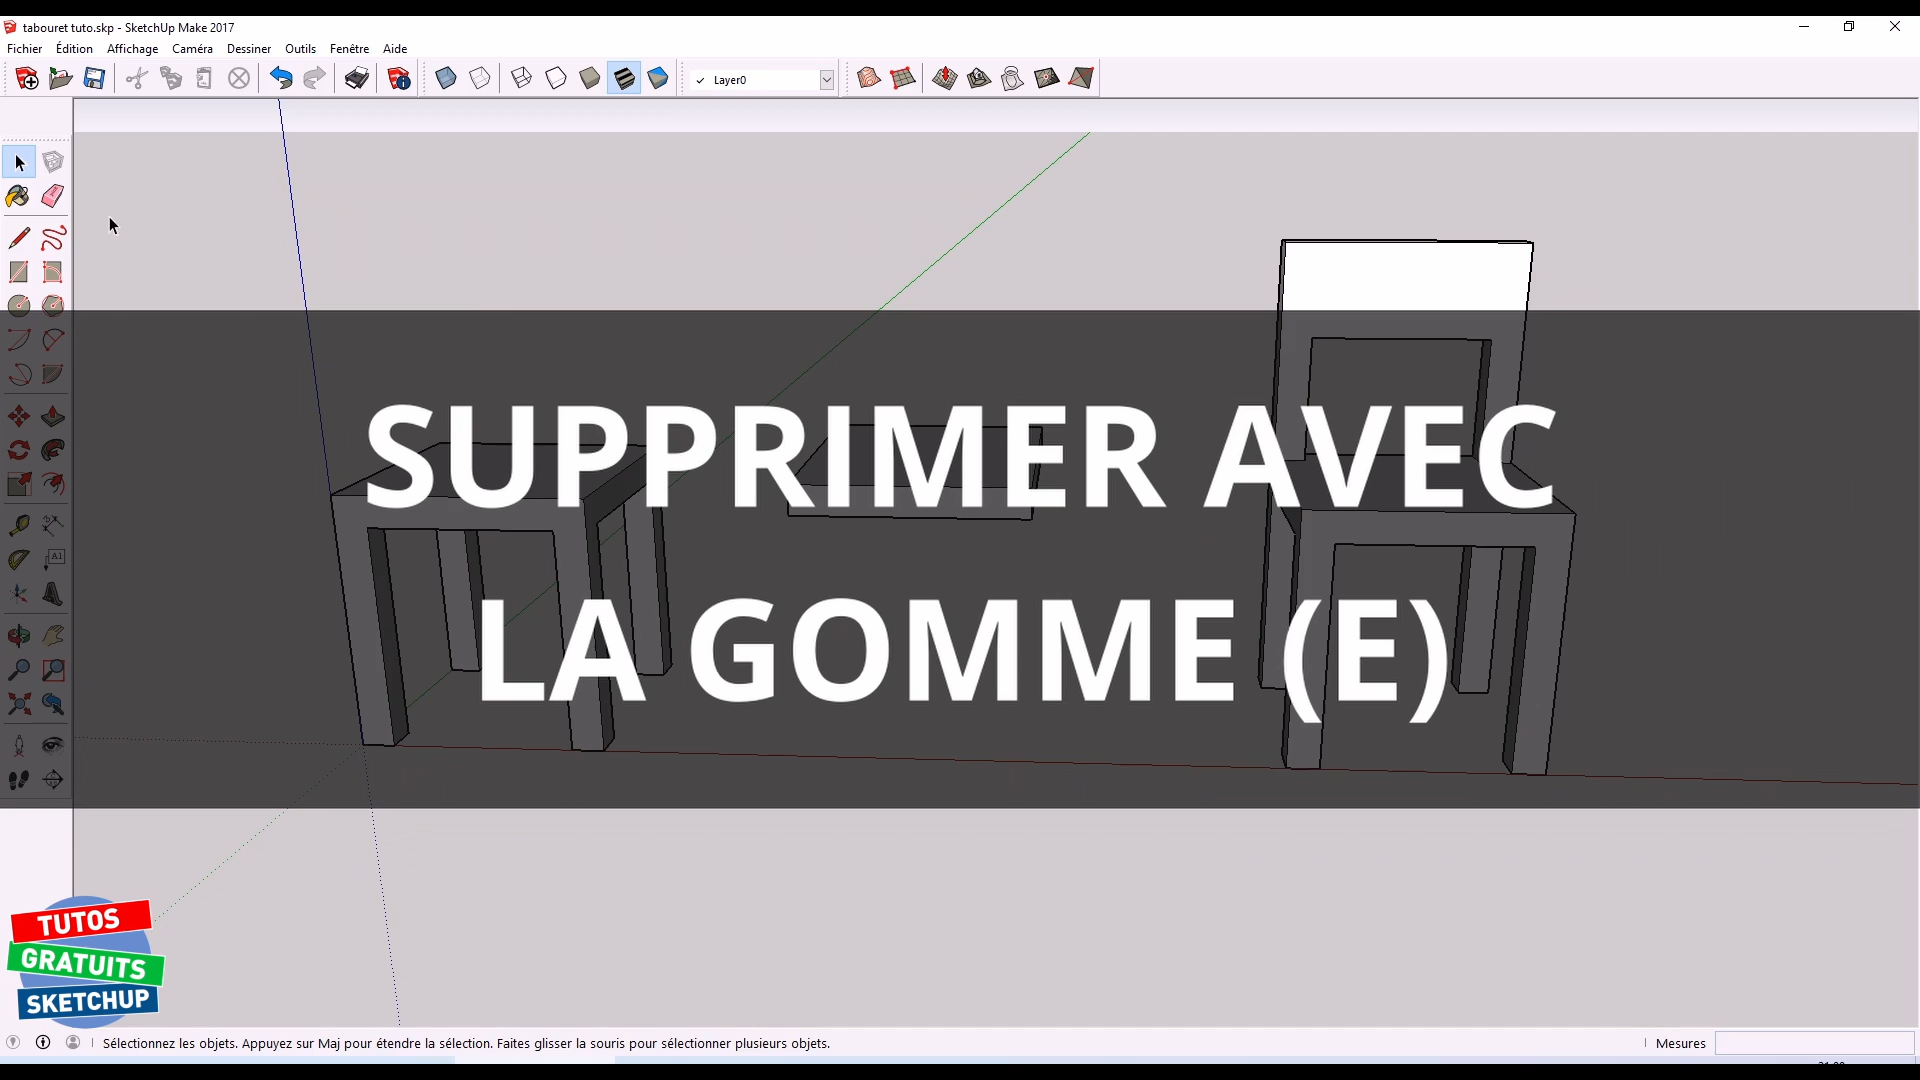 tabouret tuto.skp - SketchUp Make 2017
Fichier Édition Affichage Caméra Dessiner Outils Fenêtre Aide
Layer0
SUPPRIMER AVEC
LA GOMME (E)
A1
TUTOS
GRATUITS
SKETCHUP
Sélectionnez les objets. Appuyez sur Maj pour étendre la sélection. Faites glisser la souris pour sélectionner plusieurs objets.
Mesures